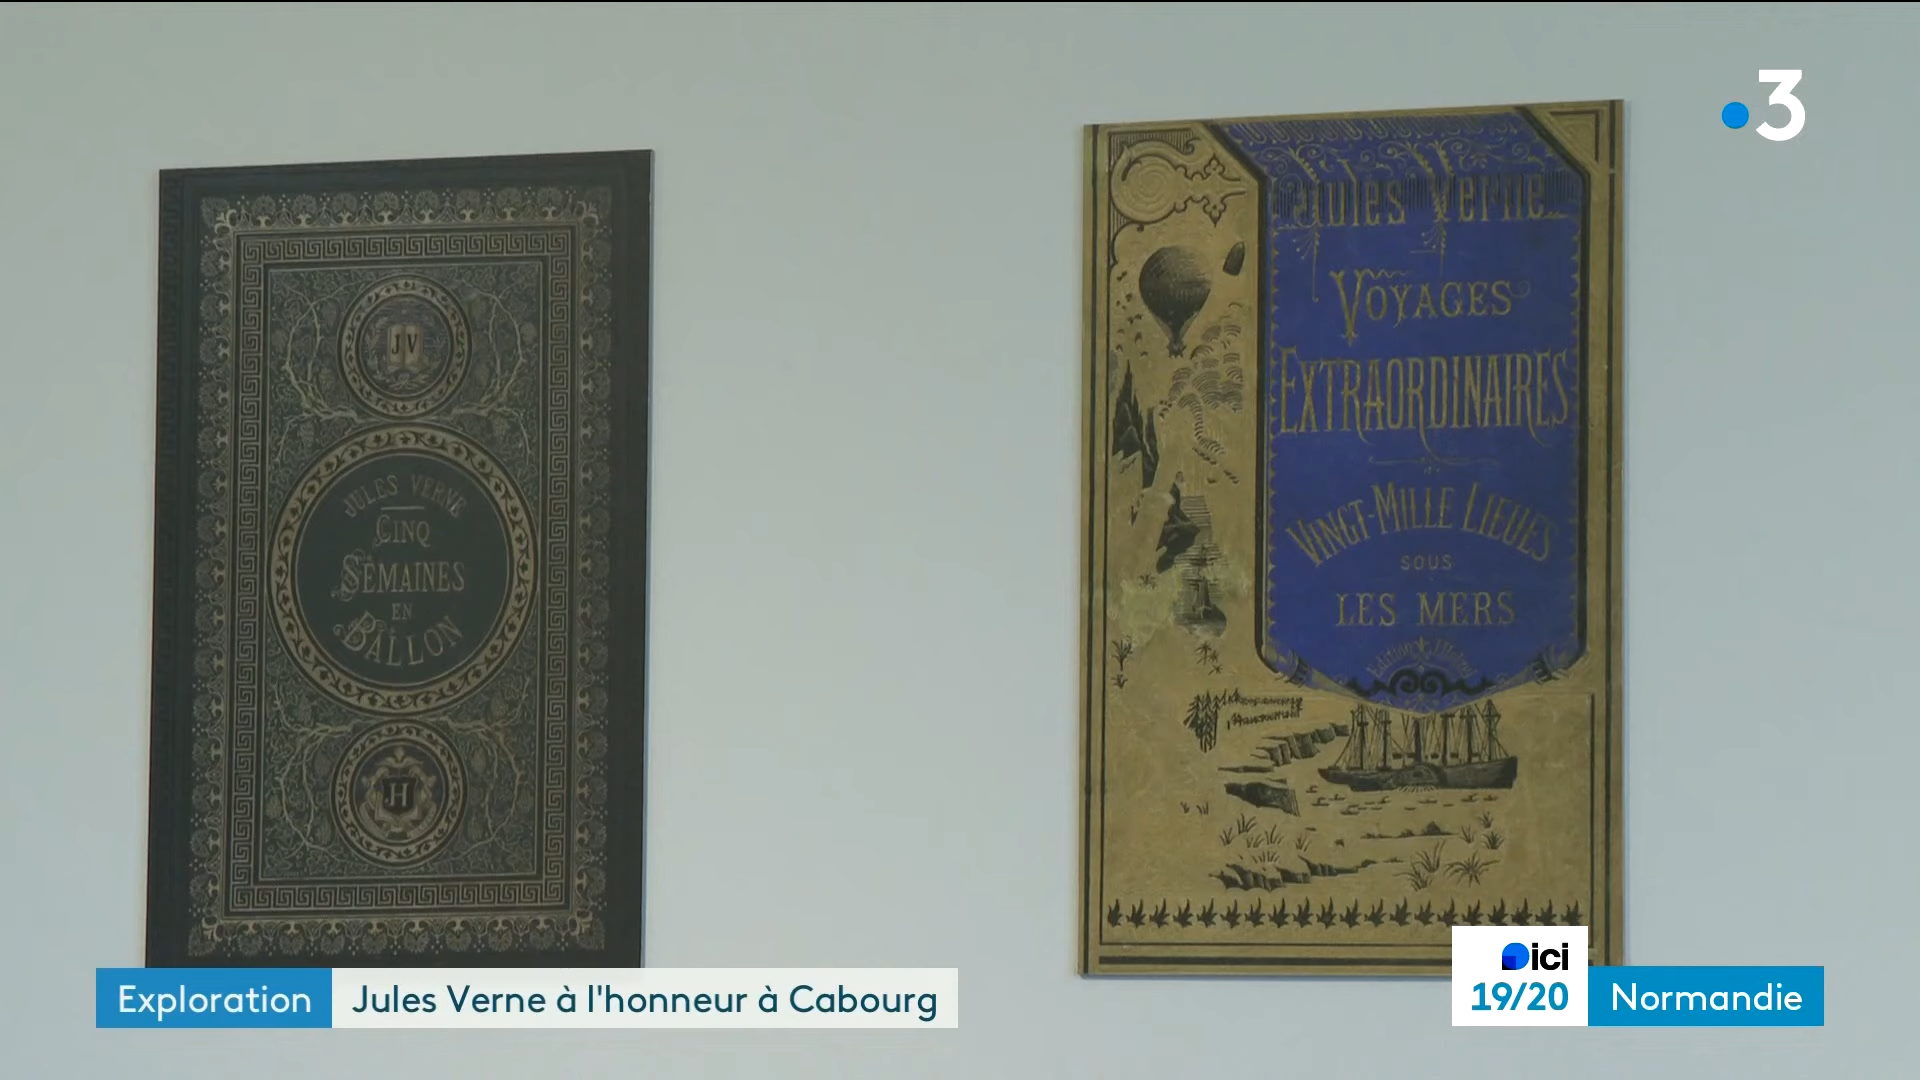 3
JV
JULES VERNE
CINQ
SEMAINES
EN
BALLON
H
Jules Verne
VOYAGES
EXTRAORDINAIRES
VINGT-MILLE LIEUES
SOUS
LES MERS
Exploration
Jules Verne à l'honneur à Cabourg
ici
19/20
Normandie